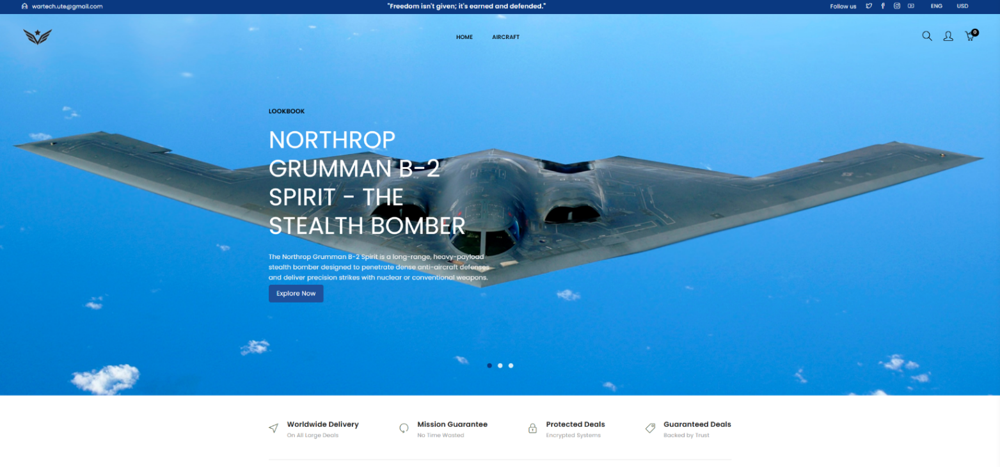 wartech.ute@gmail.com
"Freedom isn't given; it's earned and defended."
Follow us
ENG
USD
HOME
AIRCRAFT
0
LOOKBOOK
NORTHROP
GRUMMAN B-2
SPIRIT - THE
STEALTH BOMBER
The Northrop Grumman B-2 Spirit is a long-range, heavy-payload
stealth bomber designed to penetrate dense anti-aircraft defenses
and deliver precision strikes with nuclear or conventional weapons.
Explore Now
Worldwide Delivery
On All Large Deals
Mission Guarantee
No Time Wasted
Protected Deals
Encrypted Systems
Guaranteed Deals
Backed by Trust